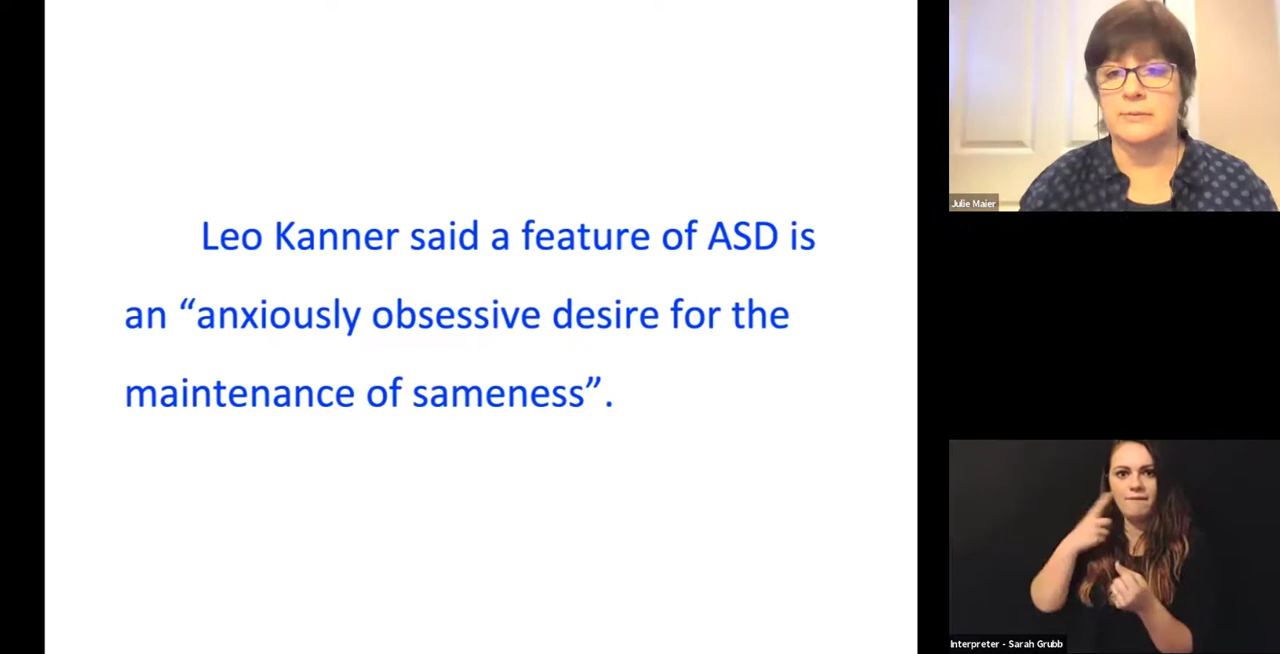 Leo Kanner said a feature of ASD is
an “anxiously obsessive desire for the
maintenance of sameness”.
Julie Maier
Interpreter - Sarah Grubb